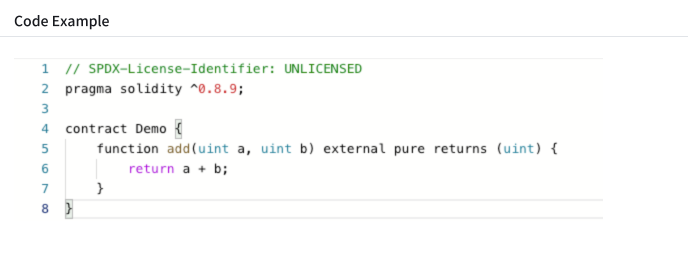 Code Example
1 // SPDX-License-Identifier: UNLICENSED
2 pragma solidity ^0.8.9;
3
4 contract Demo {
5     function add(uint a, uint b) external pure returns (uint) {
6         return a + b;
7     }
8 }